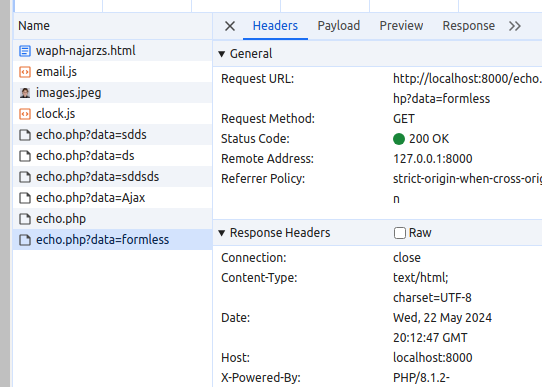 Name
waph-najarzs.html
email.js
images.jpeg
clock.js
echo.php?data=sdds
echo.php?data=ds
echo.php?data=sddsds
echo.php?data=Ajax
echo.php
echo.php?data=formless
Headers Payload Preview Response
General
Request URL: http://localhost:8000/echo.
hp?data=formless
Request Method: GET
Status Code: 200 OK
Remote Address: 127.0.0.1:8000
Referrer Policy: strict-origin-when-cross-orig
n
Response Headers Raw
Connection: close
Content-Type: text/html;
charset=UTF-8
Date: Wed, 22 May 2024
20:12:47 GMT
Host: localhost:8000
X-Powered-By: PHP/8.1.2-